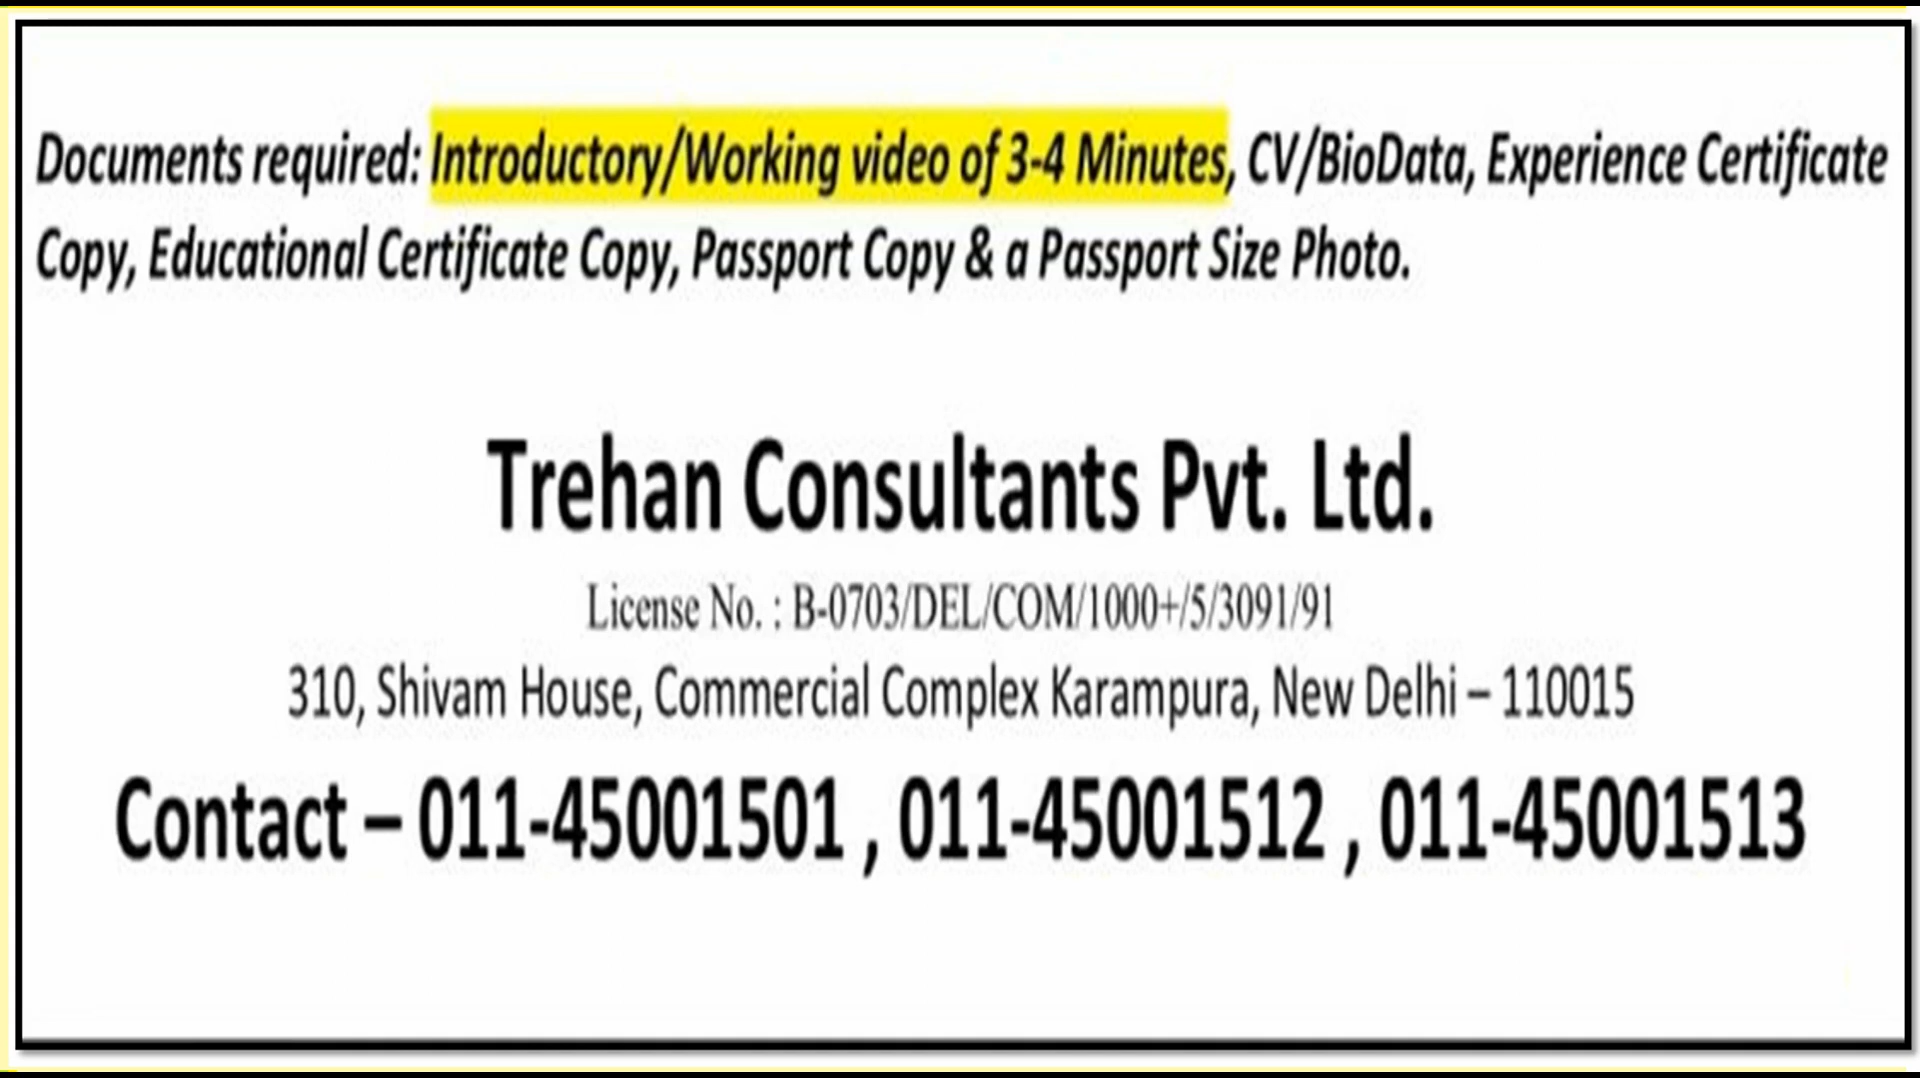 Documents required: Introductory/Working video of 3-4 Minutes, CV/BioData, Experience Certificate
Copy, Educational Certificate Copy, Passport Copy & a Passport Size Photo.
Trehan Consultants Pvt. Ltd.
License No. : B-0703/DEL/COM/1000+/5/3091/91
310, Shivam House, Commercial Complex Karampura, New Delhi – 110015
Contact – 011-45001501 , 011-45001512 , 011-45001513